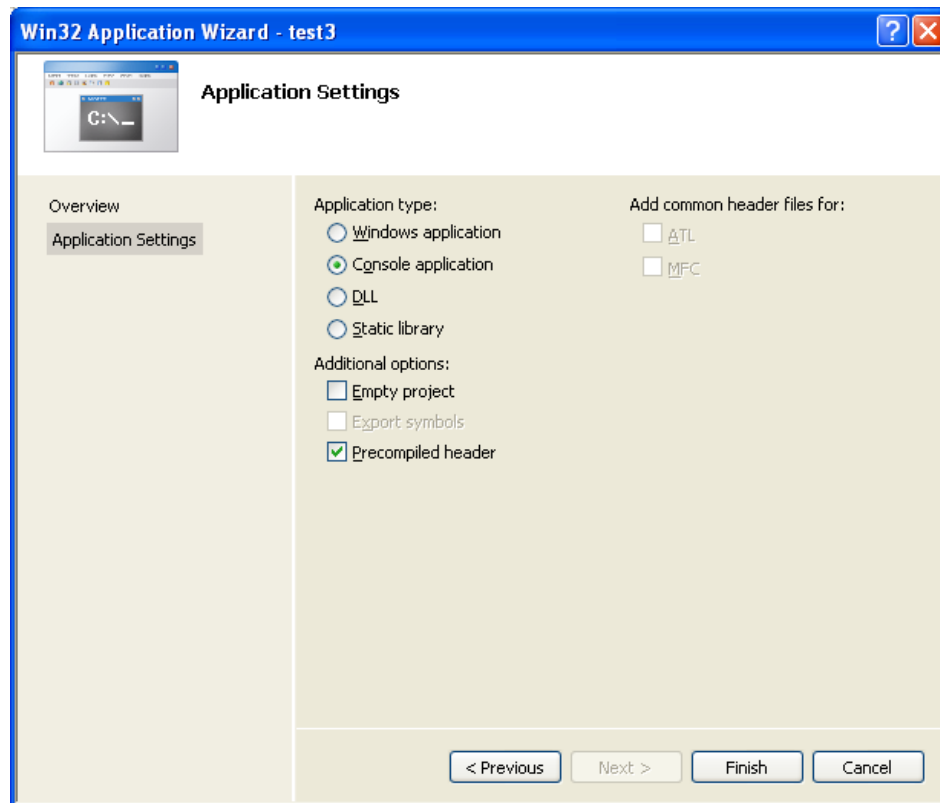 Win32 Application Wizard - test3
C:\_
Application Settings
Overview
Application Settings
Application type:
Windows application
Console application
DLL
Static library
Additional options:
Empty project
Export symbols
Precompiled header
Add common header files for:
ATL
MFC
< Previous
Next >
Finish
Cancel